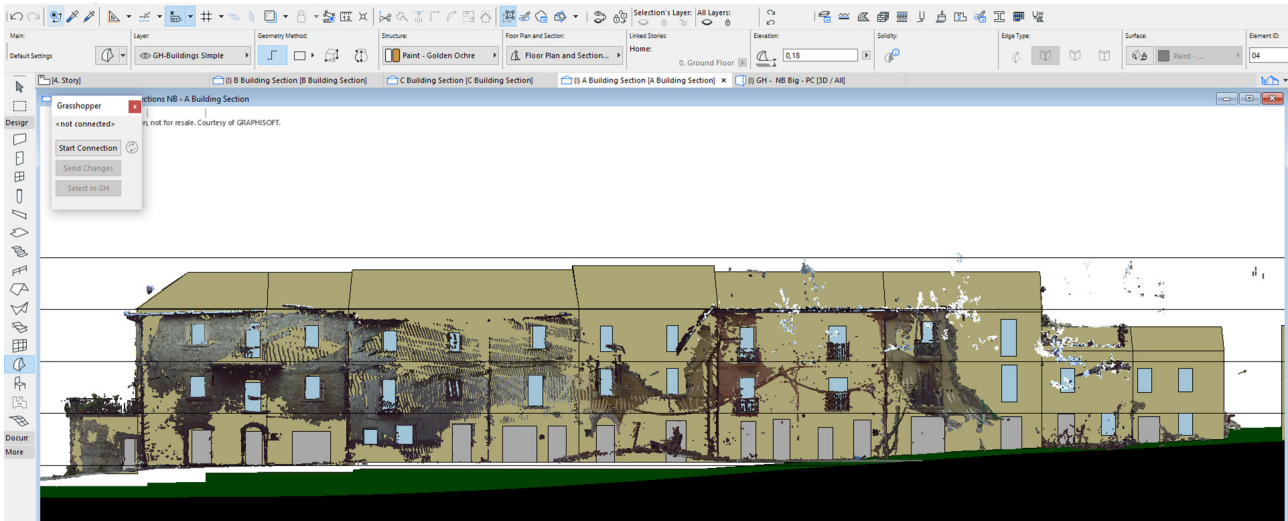 Selection's Layer: All Layers:
Main:
Layer:
Geometry Method:
Structure:
Floor Plan and Section:
Linked Stories:
Elevation:
Solidity:
Edge Type:
Surface:
Element ID:
Default Settings
GH-Buildings SImple
Paint - Golden Ochre
Floor Plan and Section...
Home:
0. Ground Floor
0,18
Paint - ...
04
[4. Story]
(!) B Building Section [B Building Section]
C Building Section [C Building Section]
(!) A Building Section [A Building Section]
(!) GH - NB Big - PC [3D / All]
Grasshopper
ctions NB › A Building Section
Design
<not connected>
n, not for resale. Courtesy of GRAPHISOFT.
Start Connection
Send Changes
Select in GH
Docur
More